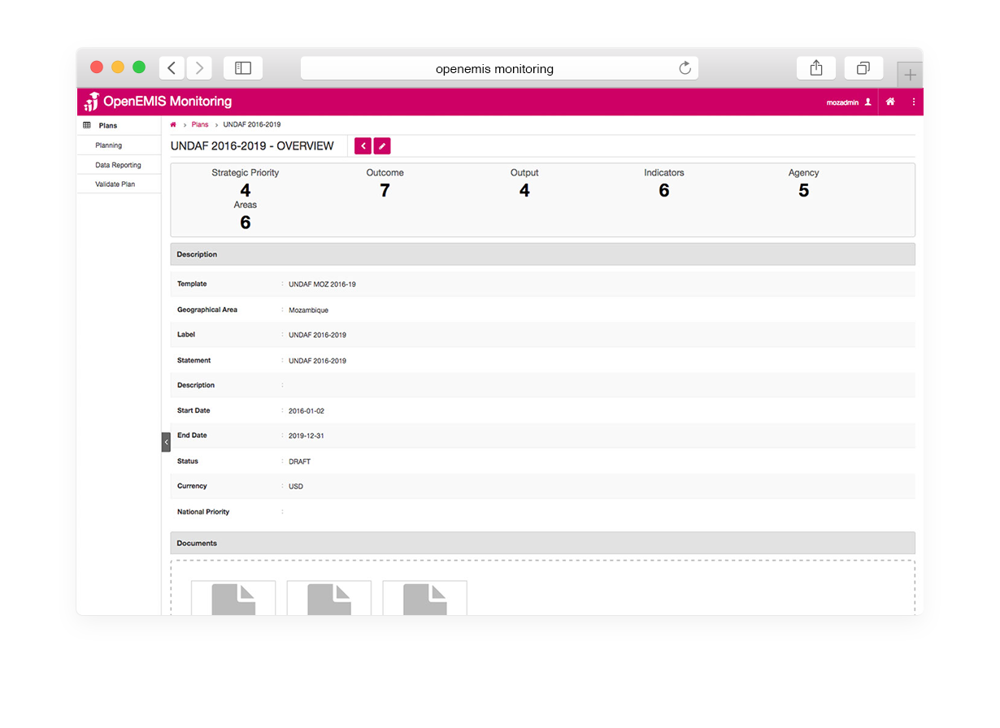 openemis monitoring
OpenEMIS Monitoring
mozadmin
Plans
Planning
Data Reporting
Validate Plan
Plans > UNDAF 2016-2019
UNDAF 2016-2019 - OVERVIEW
Strategic Priority Outcome Output Indicators Agency
4 7 4 6 5
Areas
6
Description
Template : UNDAF MOZ 2016-19
Geographical Area : Mozambique
Label : UNDAF 2016-2019
Statement : UNDAF 2016-2019
Description :
Start Date : 2016-01-02
End Date : 2019-12-31
Status : DRAFT
Currency : USD
National Priority :
Documents